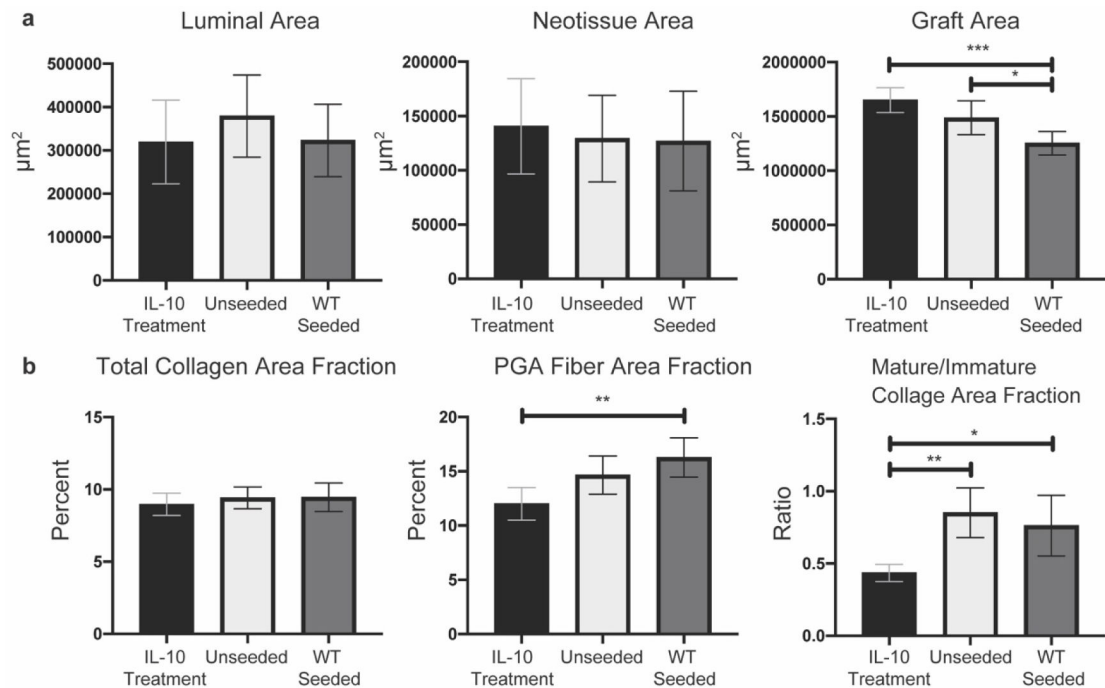 a
Luminal Area
µm²
500000
400000
300000
200000
100000
0
IL-10
Treatment
Unseeded
WT
Seeded
Neotissue Area
µm²
200000
150000
100000
50000
0
IL-10
Treatment
Unseeded
WT
Seeded
Graft Area
µm²
2000000
1500000
1000000
500000
0
***
*
IL-10
Treatment
Unseeded
WT
Seeded
b
Total Collagen Area Fraction
Percent
15
10
5
0
IL-10
Treatment
Unseeded
WT
Seeded
PGA Fiber Area Fraction
Percent
20
15
10
5
0
**
IL-10
Treatment
Unseeded
WT
Seeded
Mature/Immature
Collage Area Fraction
Ratio
1.5
1.0
0.5
0.0
*
**
IL-10
Treatment
Unseeded
WT
Seeded